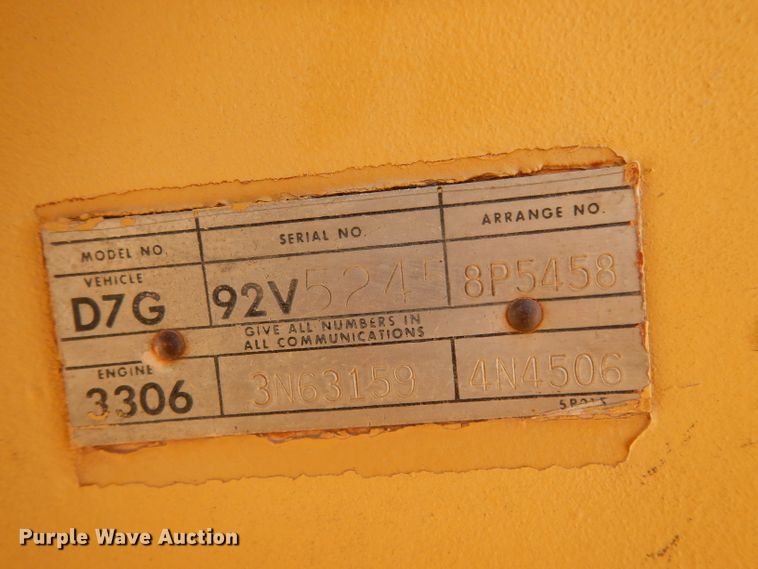 MODEL NO. SERIAL NO. ARRANGE NO.
VEHICLE
D7G 92V 8P5458
GIVE ALL NUMBERS IN
ALL COMMUNICATIONS
ENGINE
3306 3N63159 4N4506
Purple Wave Auction